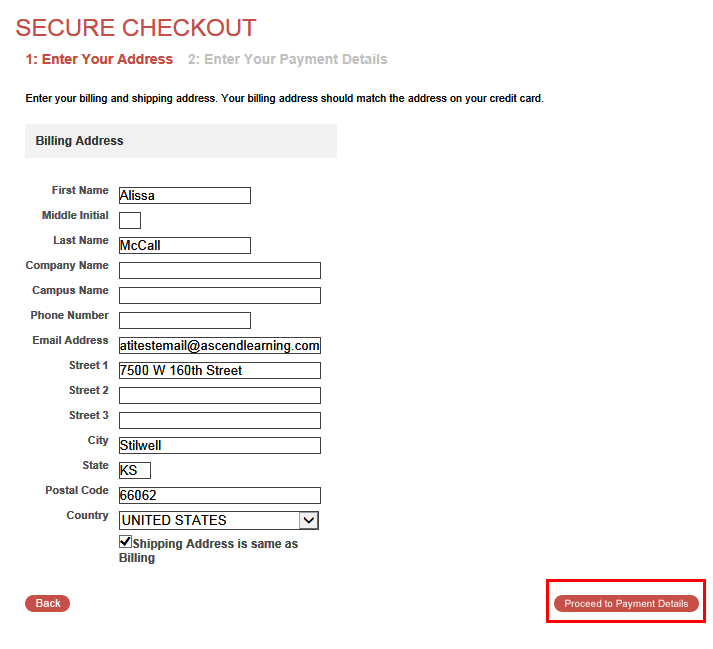 SECURE CHECKOUT
1: Enter Your Address 2: Enter Your Payment Details
Enter your billing and shipping address. Your billing address should match the address on your credit card.
Billing Address
First Name Alissa
Middle Initial
Last Name McCall
Company Name
Campus Name
Phone Number
Email Address atitestemail@ascendlearning.com
Street 1 7500 W 160th Street
Street 2
Street 3
City Stilwell
State KS
Postal Code 66062
Country UNITED STATES
Shipping Address is same as
Billing
Back Proceed to Payment Details